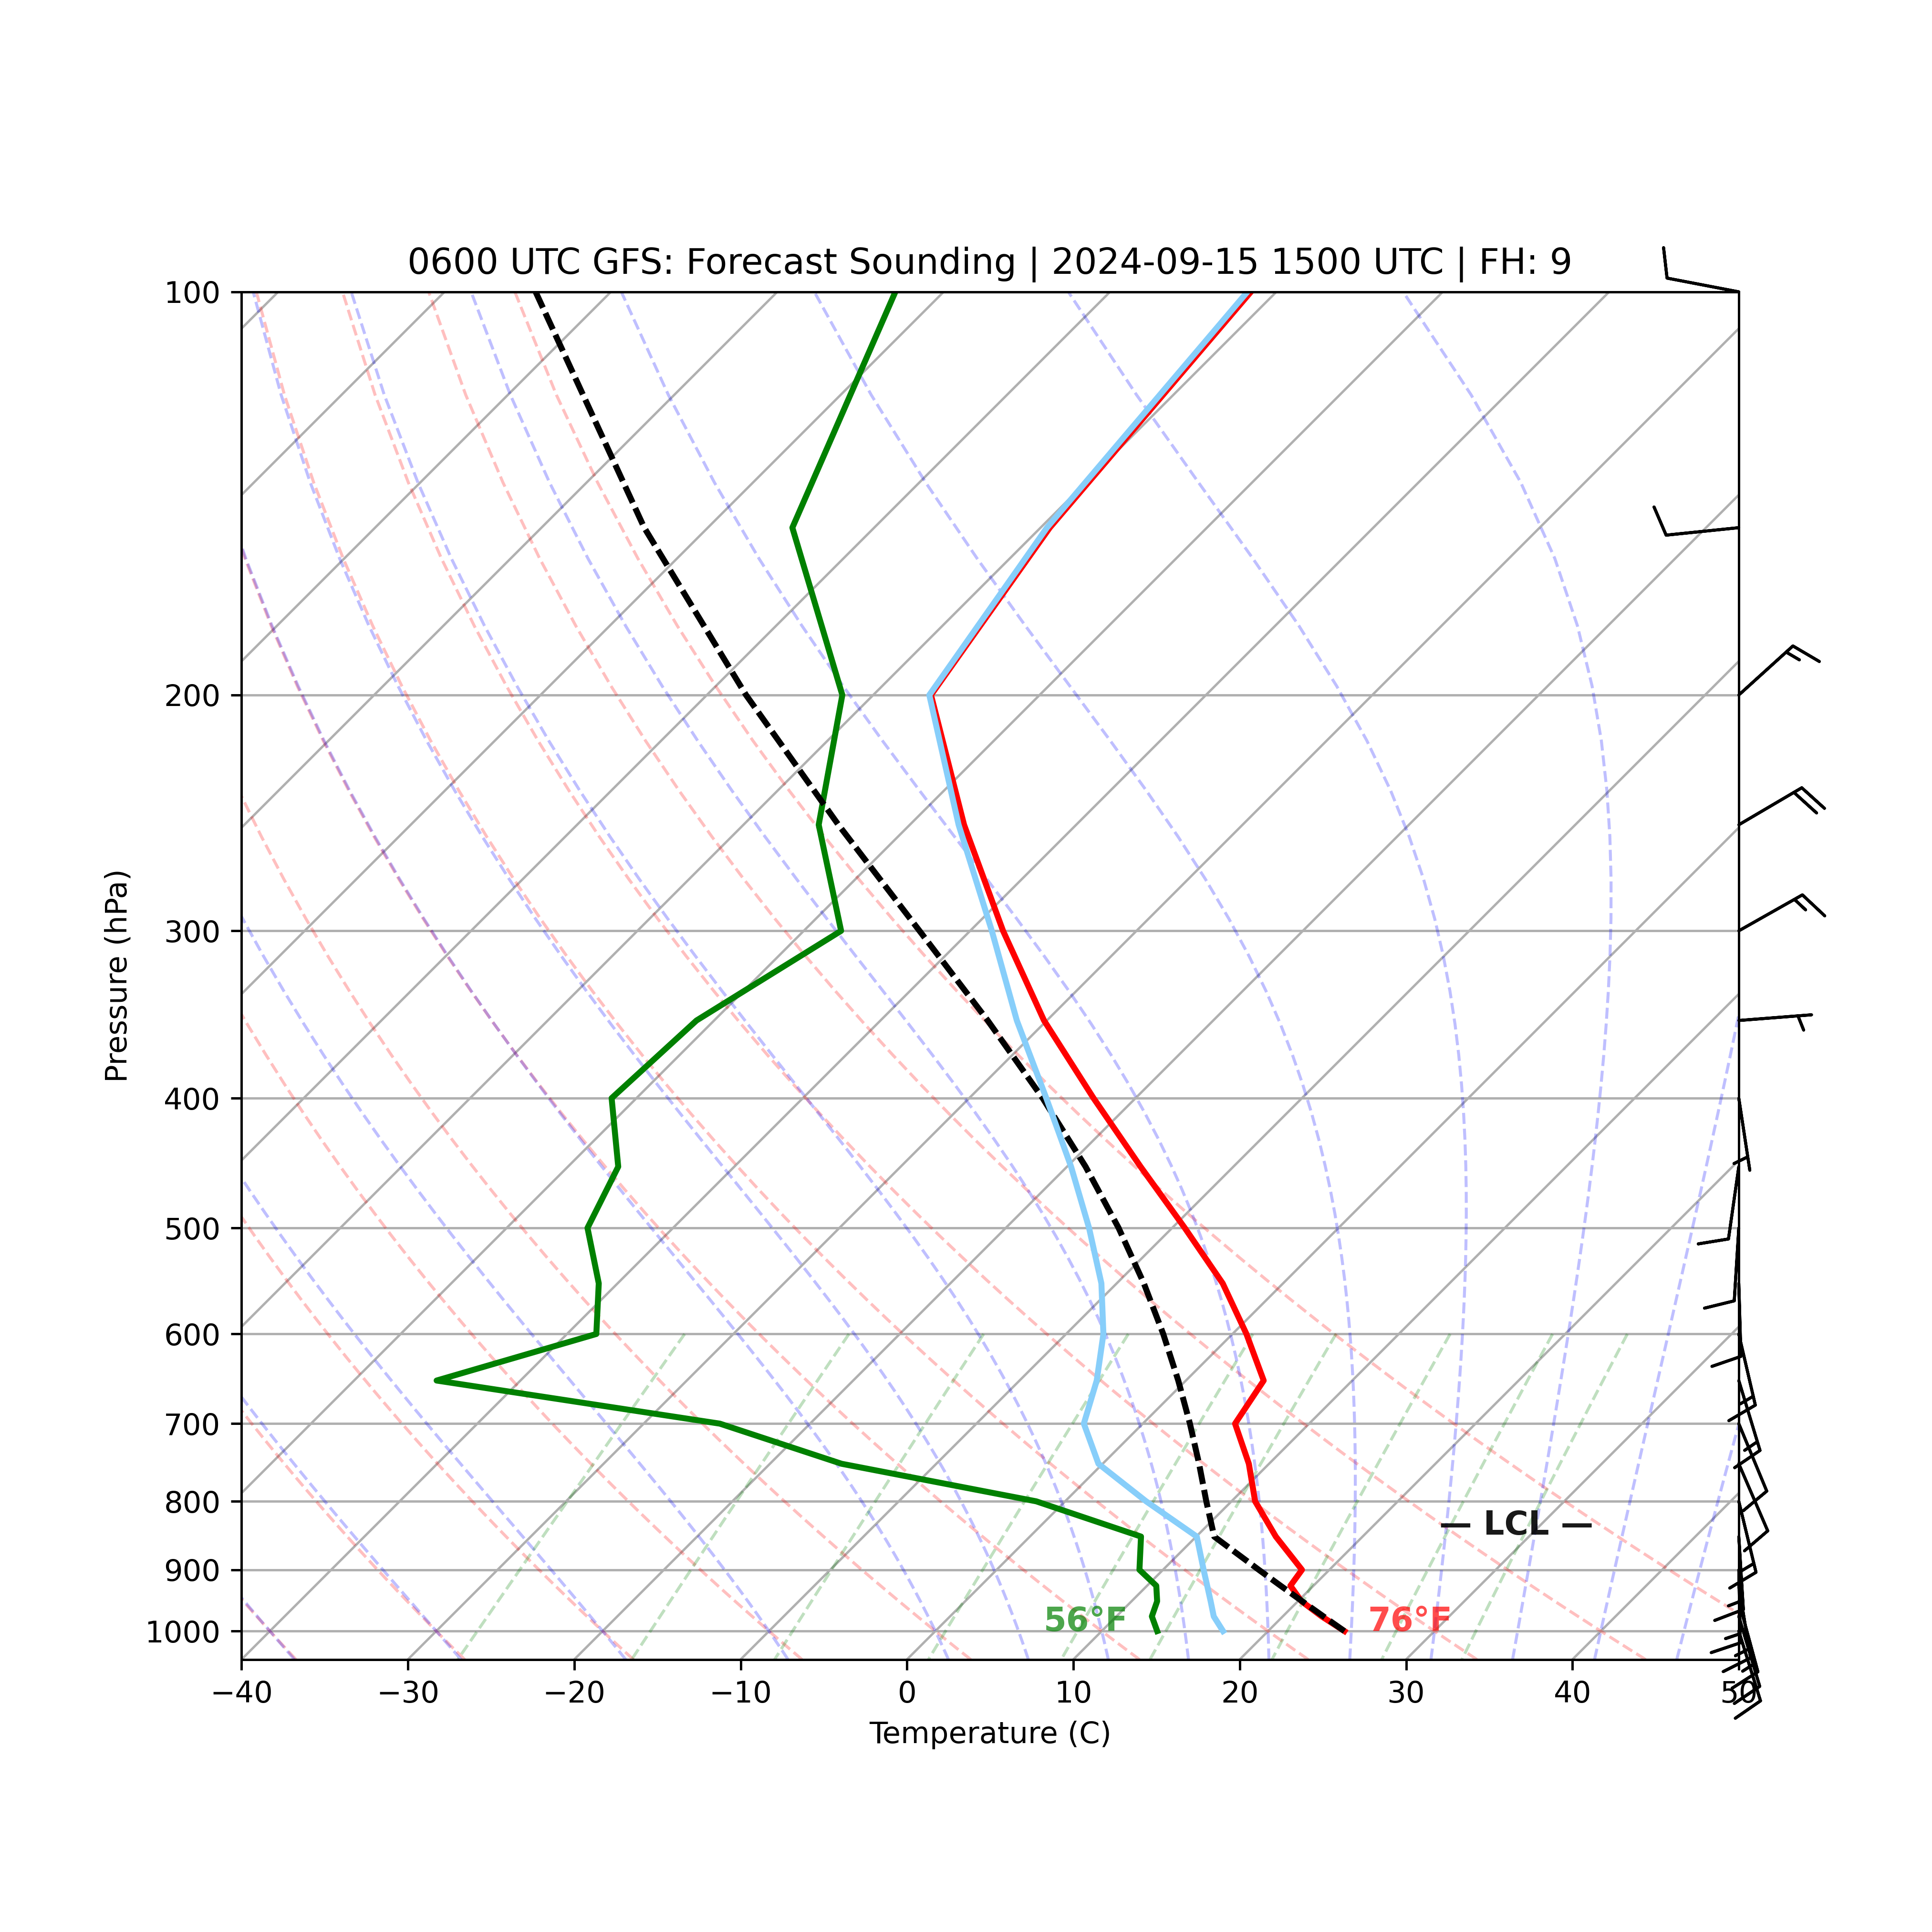 0600 UTC GFS: Forecast Sounding | 2024-09-15 1500 UTC | FH: 9
100
200
300
400
500
600
700
800
900
1000
Pressure (hPa)
— LCL —
56°F
76°F
−40 −30 −20 −10 0 10 20 30 40 50
Temperature (C)